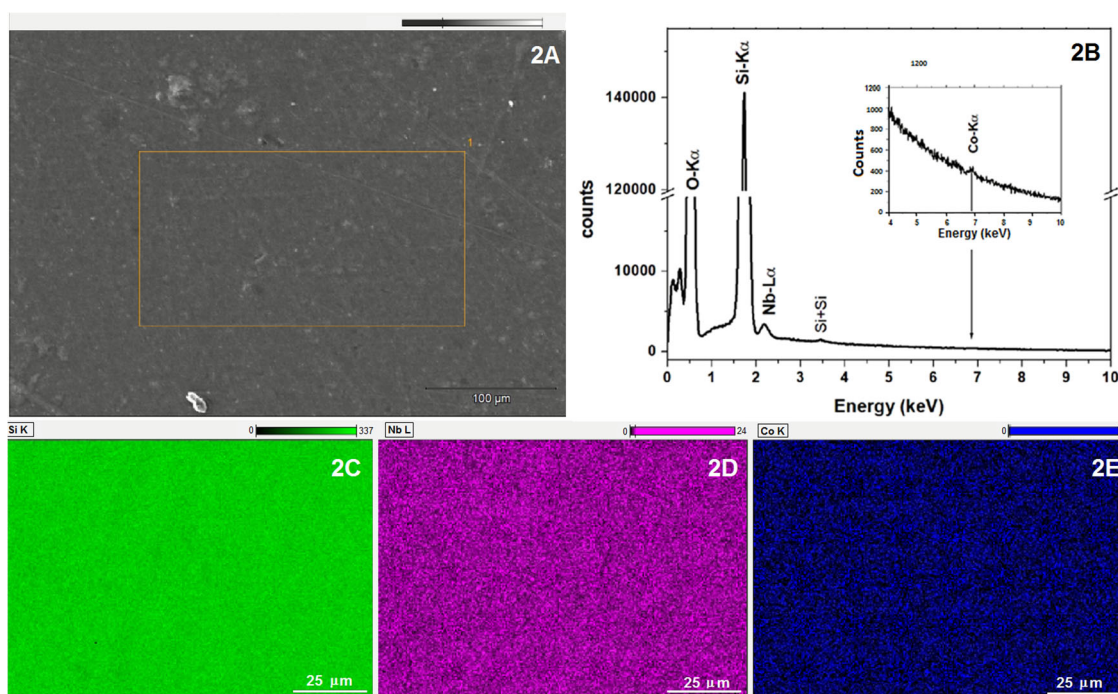 2A
1
100 µm
2B
counts
140000
120000
10000
0
0 1 2 3 4 5 6 7 8 9 10
Energy (keV)
O-Kα
Si-Kα
Nb-Lα
Si+Si
1200
Counts
1200
1000
800
600
400
200
0
4 5 6 7 8 9 10
Energy (keV)
Co-Kα
Si K
0 337
2C
25 µm
Nb L
0 24
2D
25 µm
Co K
0
2E
25 µm